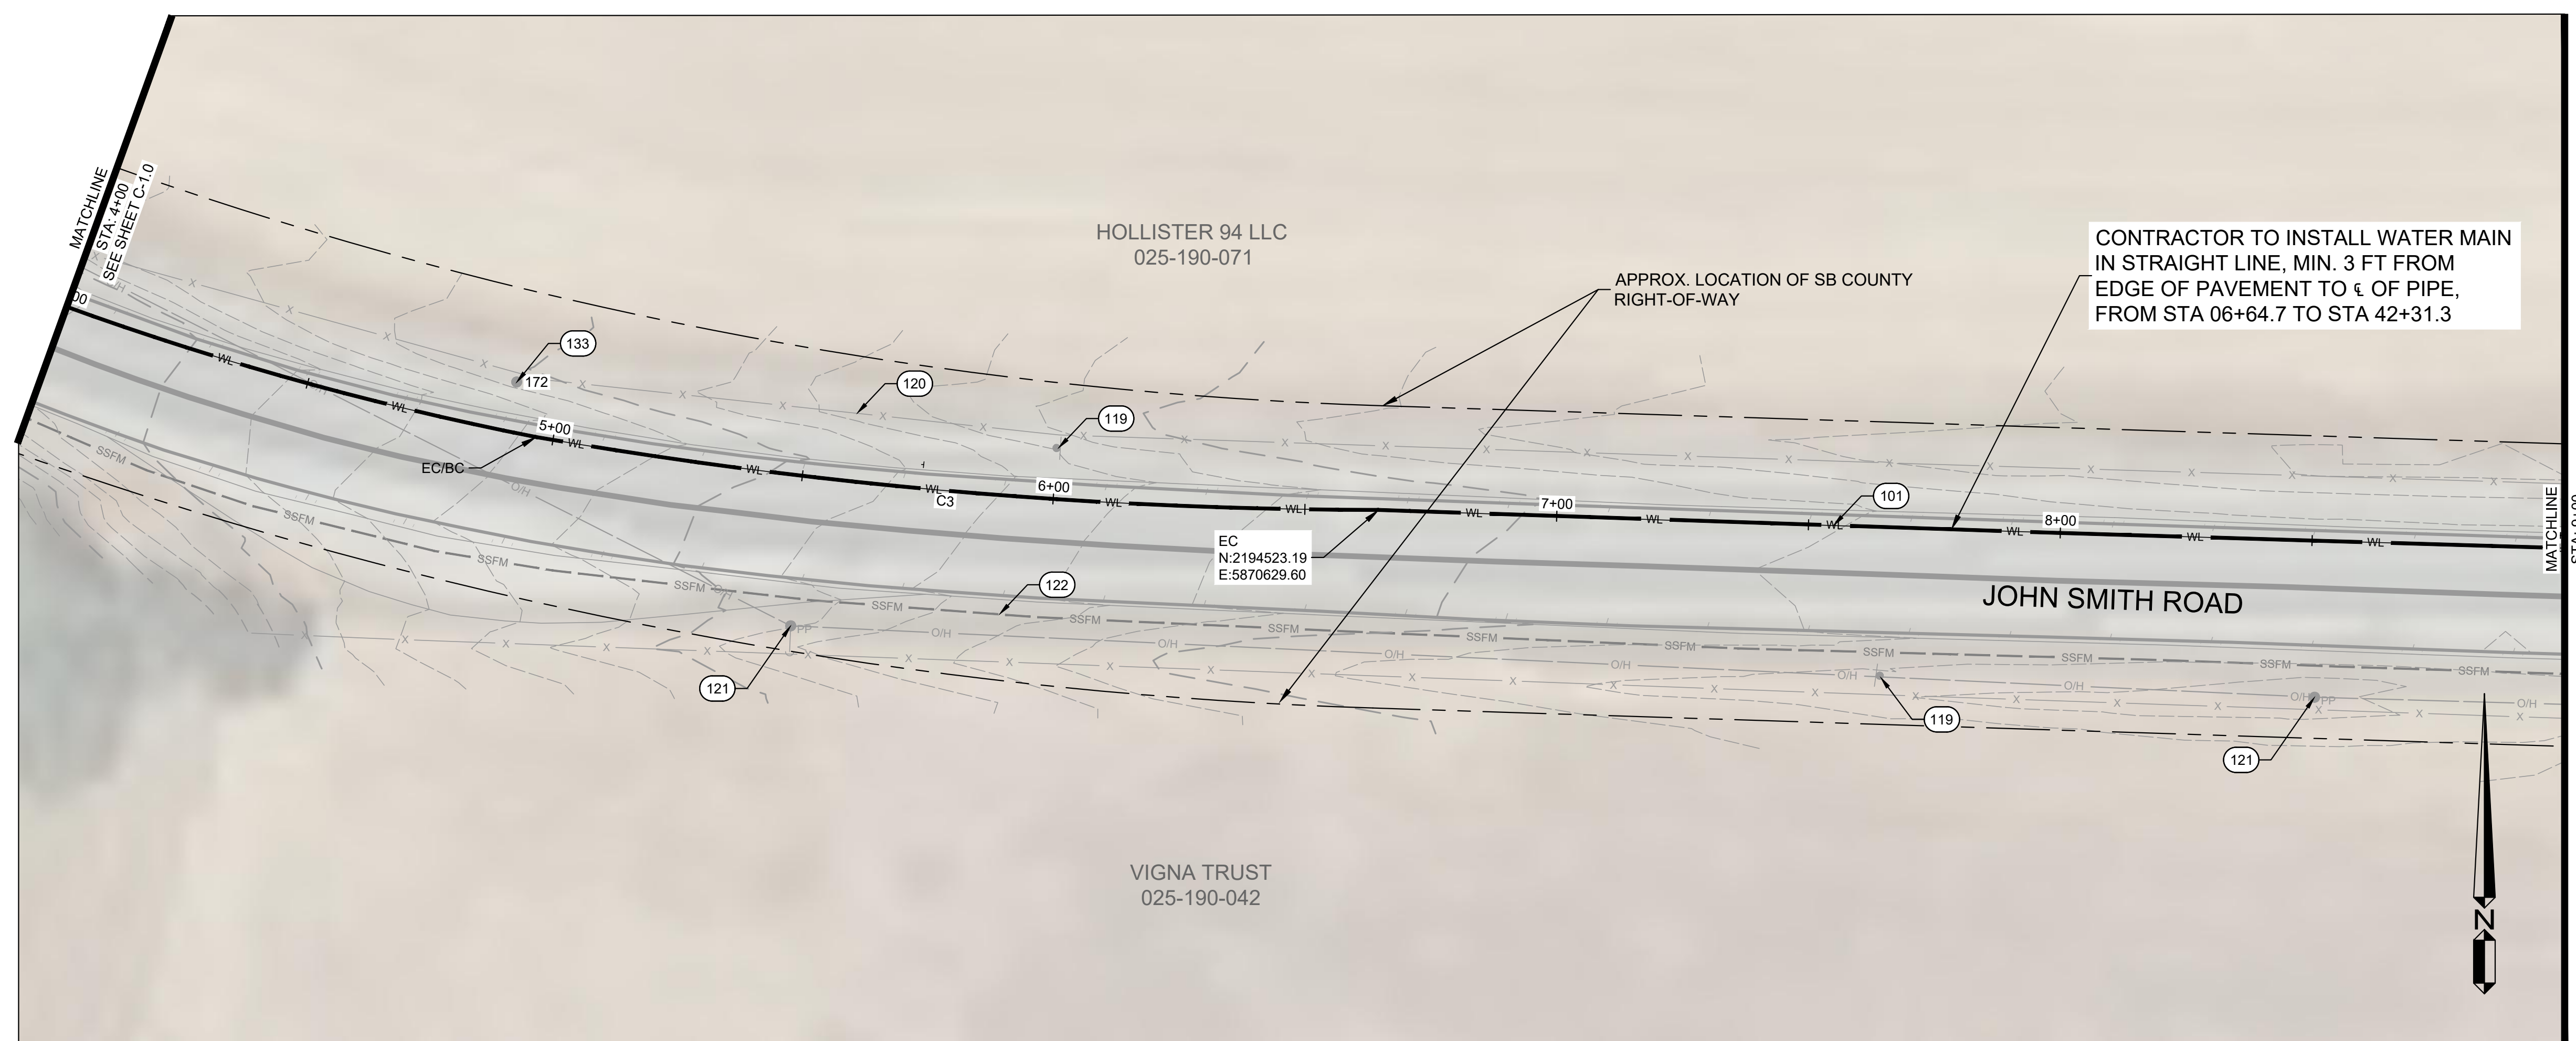 MATCHLINE
STA: 4+00
SEE SHEET C-1.0
HOLLISTER 94 LLC
025-190-071
APPROX. LOCATION OF SB COUNTY
RIGHT-OF-WAY
CONTRACTOR TO INSTALL WATER MAIN
IN STRAIGHT LINE, MIN. 3 FT FROM
EDGE OF PAVEMENT TO ℄ OF PIPE,
FROM STA 06+64.7 TO STA 42+31.3
133
172
120
119
101
00
O/H
X X X X X X X X X X X X X X X X X X X X X X X X
WL WL WL WL WL WL WL WL WL WL WL WL WL
5+00
6+00
7+00
8+00
EC/BC
C3
O/H
EC
N:2194523.19
E:5870629.60
MATCHLINE
JOHN SMITH ROAD
122
SSFM SSFM SSFM SSFM SSFM SSFM SSFM SSFM SSFM SSFM SSFM SSFM SSFM
O/H
PP
O/H O/H O/H O/H O/H O/H O/H O/H
PP
X X X X X X X X X X X X X X X X X X X X X X X
121
119
121
N
VIGNA TRUST
025-190-042